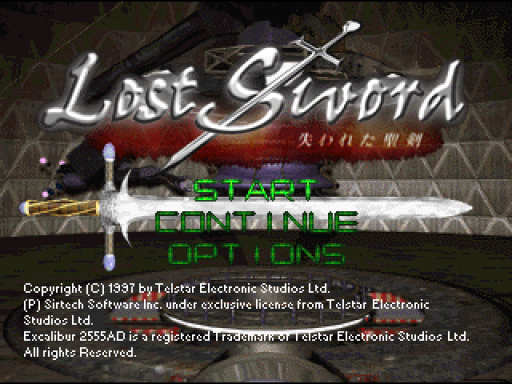 Lost Sword
失われた聖剣
START
CONTINUE
OPTIONS
Copyright (C) 1997 by Telstar Electronic Studios Ltd.
(P) Sirtech Software Inc. under exclusive license from Telstar Electronic
Studios Ltd.
Excalibur 2555AD is a registered Trademark of Telstar Electronic Studios Ltd.
All rights Reserved.